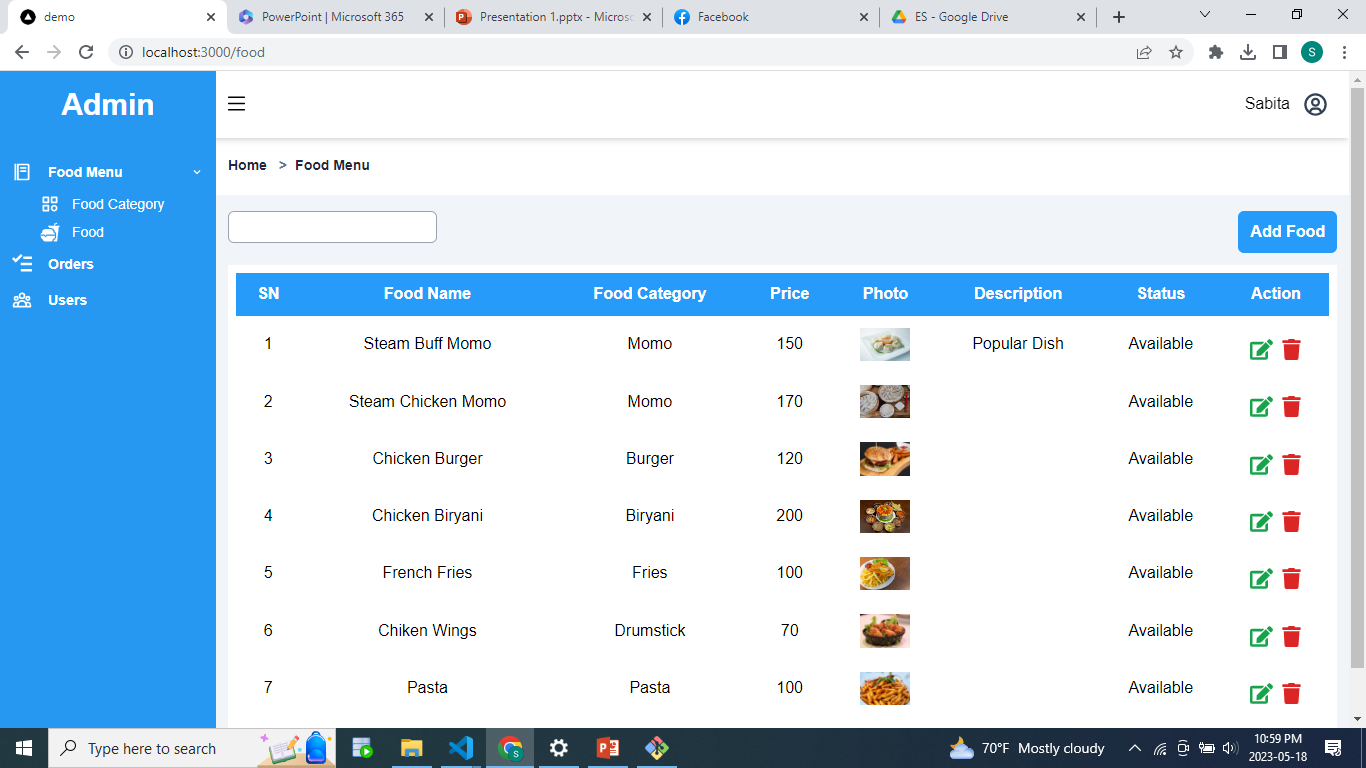 demo PowerPoint | Microsoft 365 Presentation 1.pptx - Microsc Facebook ES - Google Drive
localhost:3000/food S
Admin
Sabita
Home > Food Menu
Food Menu
Food Category
Food
Orders
Users
Add Food
SN Food Name Food Category Price Photo Description Status Action
1 Steam Buff Momo Momo 150 Popular Dish Available
2 Steam Chicken Momo Momo 170 Available
3 Chicken Burger Burger 120 Available
4 Chicken Biryani Biryani 200 Available
5 French Fries Fries 100 Available
6 Chiken Wings Drumstick 70 Available
7 Pasta Pasta 100 Available
Type here to search 70°F Mostly cloudy 10:59 PM
2023-05-18